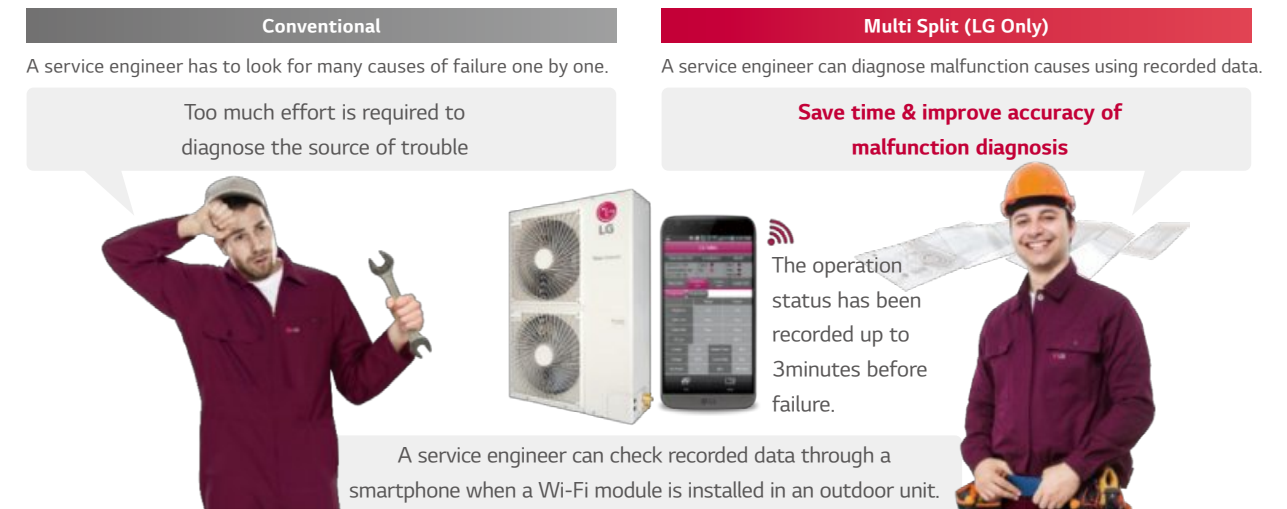 Conventional
A service engineer has to look for many causes of failure one by one.
Too much effort is required to
diagnose the source of trouble
Multi Split (LG Only)
A service engineer can diagnose malfunction causes using recorded data.
Save time & improve accuracy of
malfunction diagnosis
LG
The operation
status has been
recorded up to
3minutes before
failure.
A service engineer can check recorded data through a
smartphone when a Wi-Fi module is installed in an outdoor unit.